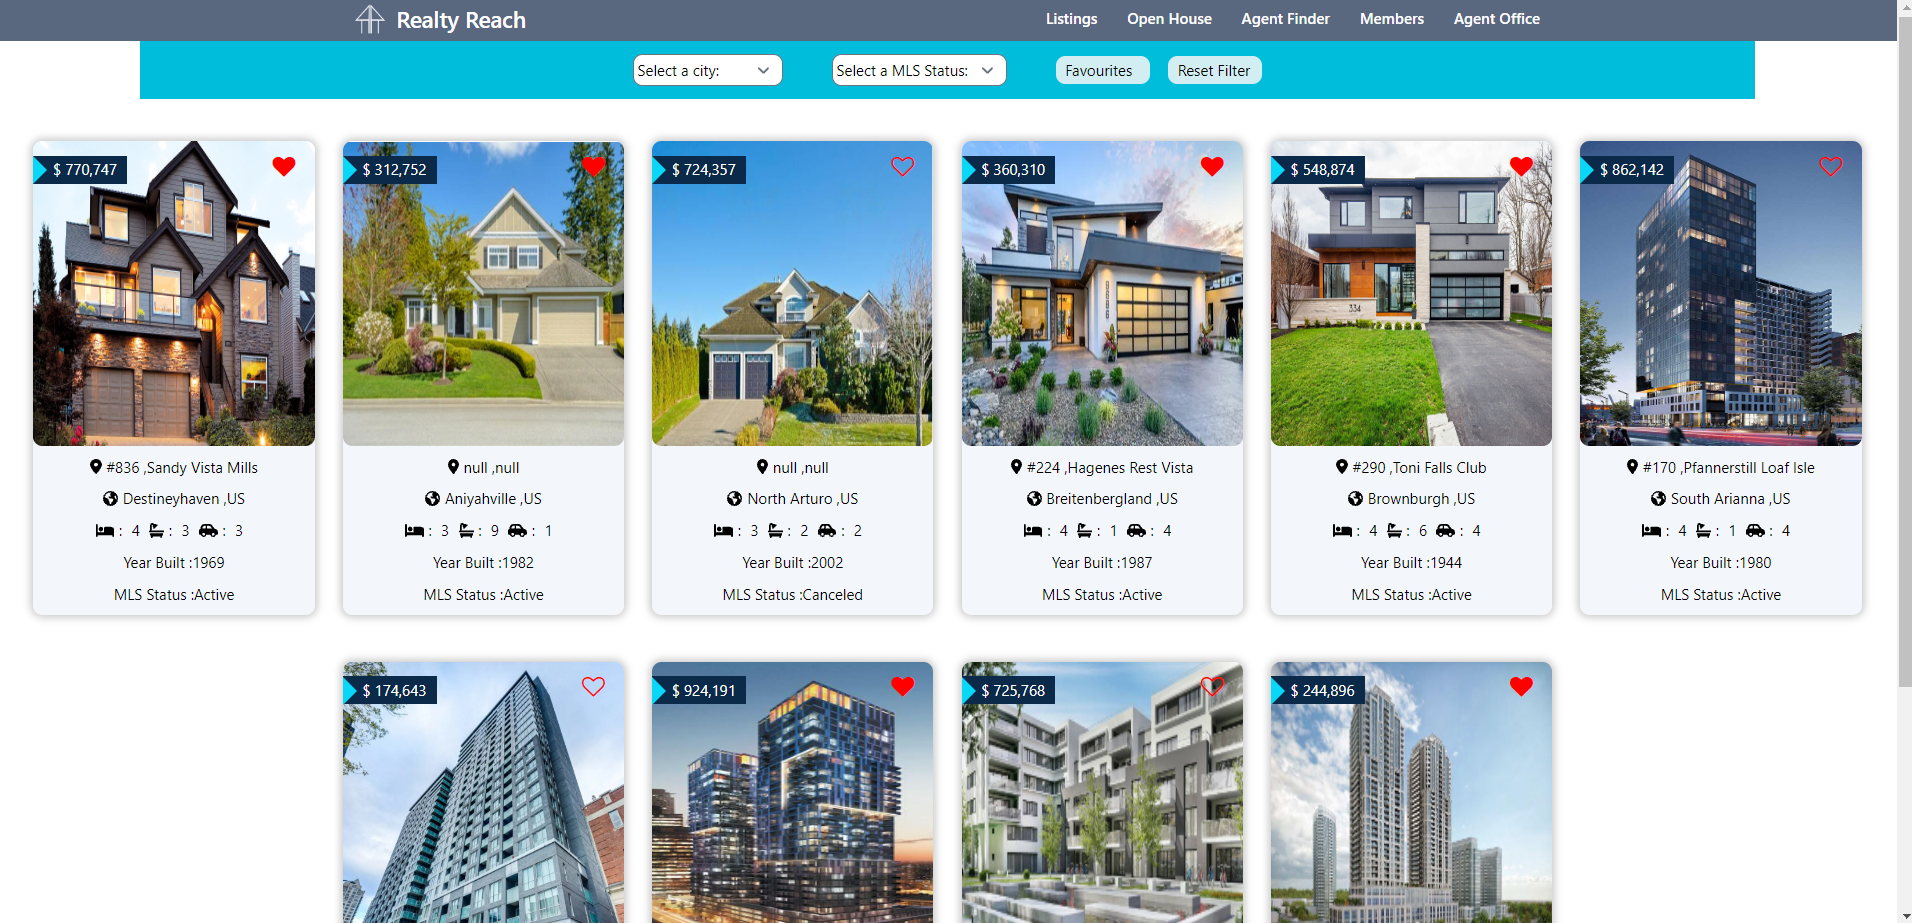 Realty Reach
Listings
Open House
Agent Finder
Members
Agent Office
Select a city:
Select a MLS Status:
Favourites
Reset Filter
$ 770,747
#836 ,Sandy Vista Mills
Destineyhaven ,US
: 4 : 3 : 3
Year Built :1969
MLS Status :Active
$ 312,752
null ,null
Aniyahville ,US
: 3 : 9 : 1
Year Built :1982
MLS Status :Active
$ 724,357
null ,null
North Arturo ,US
: 3 : 2 : 2
Year Built :2002
MLS Status :Canceled
$ 360,310
#224 ,Hagenes Rest Vista
Breitenbergland ,US
: 4 : 1 : 4
Year Built :1987
MLS Status :Active
$ 548,874
334
#290 ,Toni Falls Club
Brownburgh ,US
: 4 : 6 : 4
Year Built :1944
MLS Status :Active
$ 862,142
#170 ,Pfannerstill Loaf Isle
South Arianna ,US
: 4 : 1 : 4
Year Built :1980
MLS Status :Active
$ 174,643
$ 924,191
$ 725,768
$ 244,896